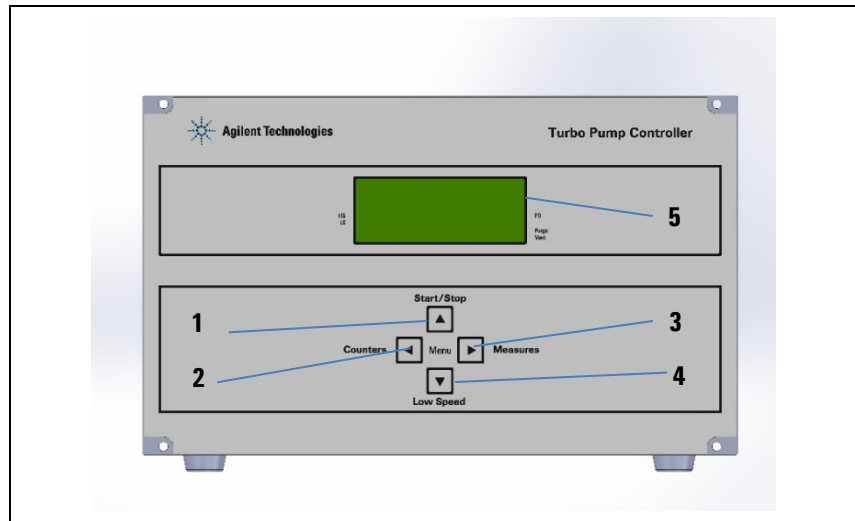 Agilent Technologies
Turbo Pump Controller
HS
LS
5
FO
Purge
Vent
Start/Stop
1
3
Counters
Menu
Measures
2
4
Low Speed